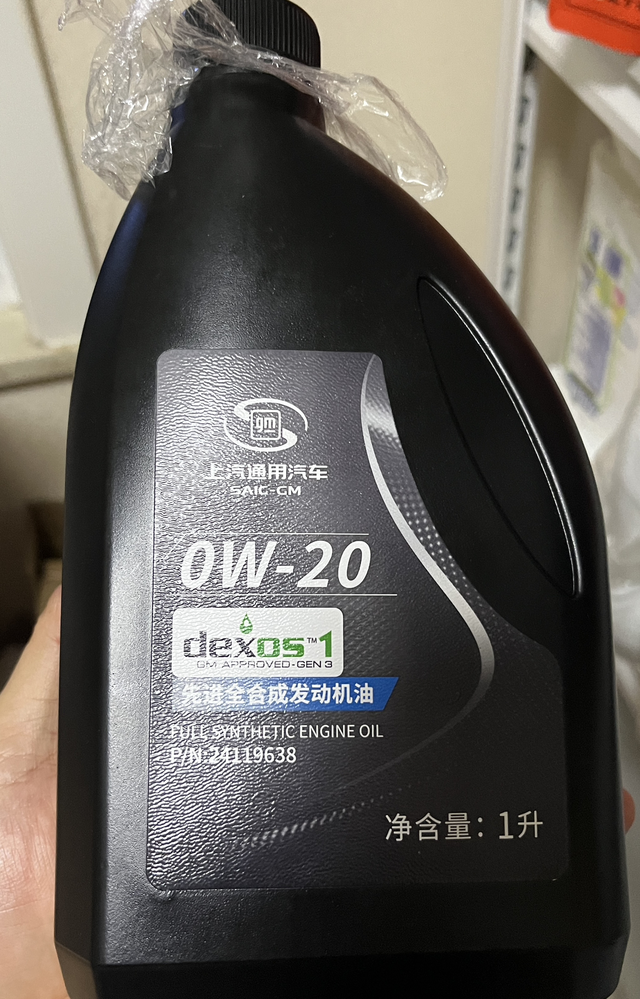 gm
上汽通用汽车
SAIC-GM
0W-20
dexos™1
GM APPROVED-GEN 3
先进全合成发动机油
FULL SYNTHETIC ENGINE OIL
P/N:24119638
净含量：1升